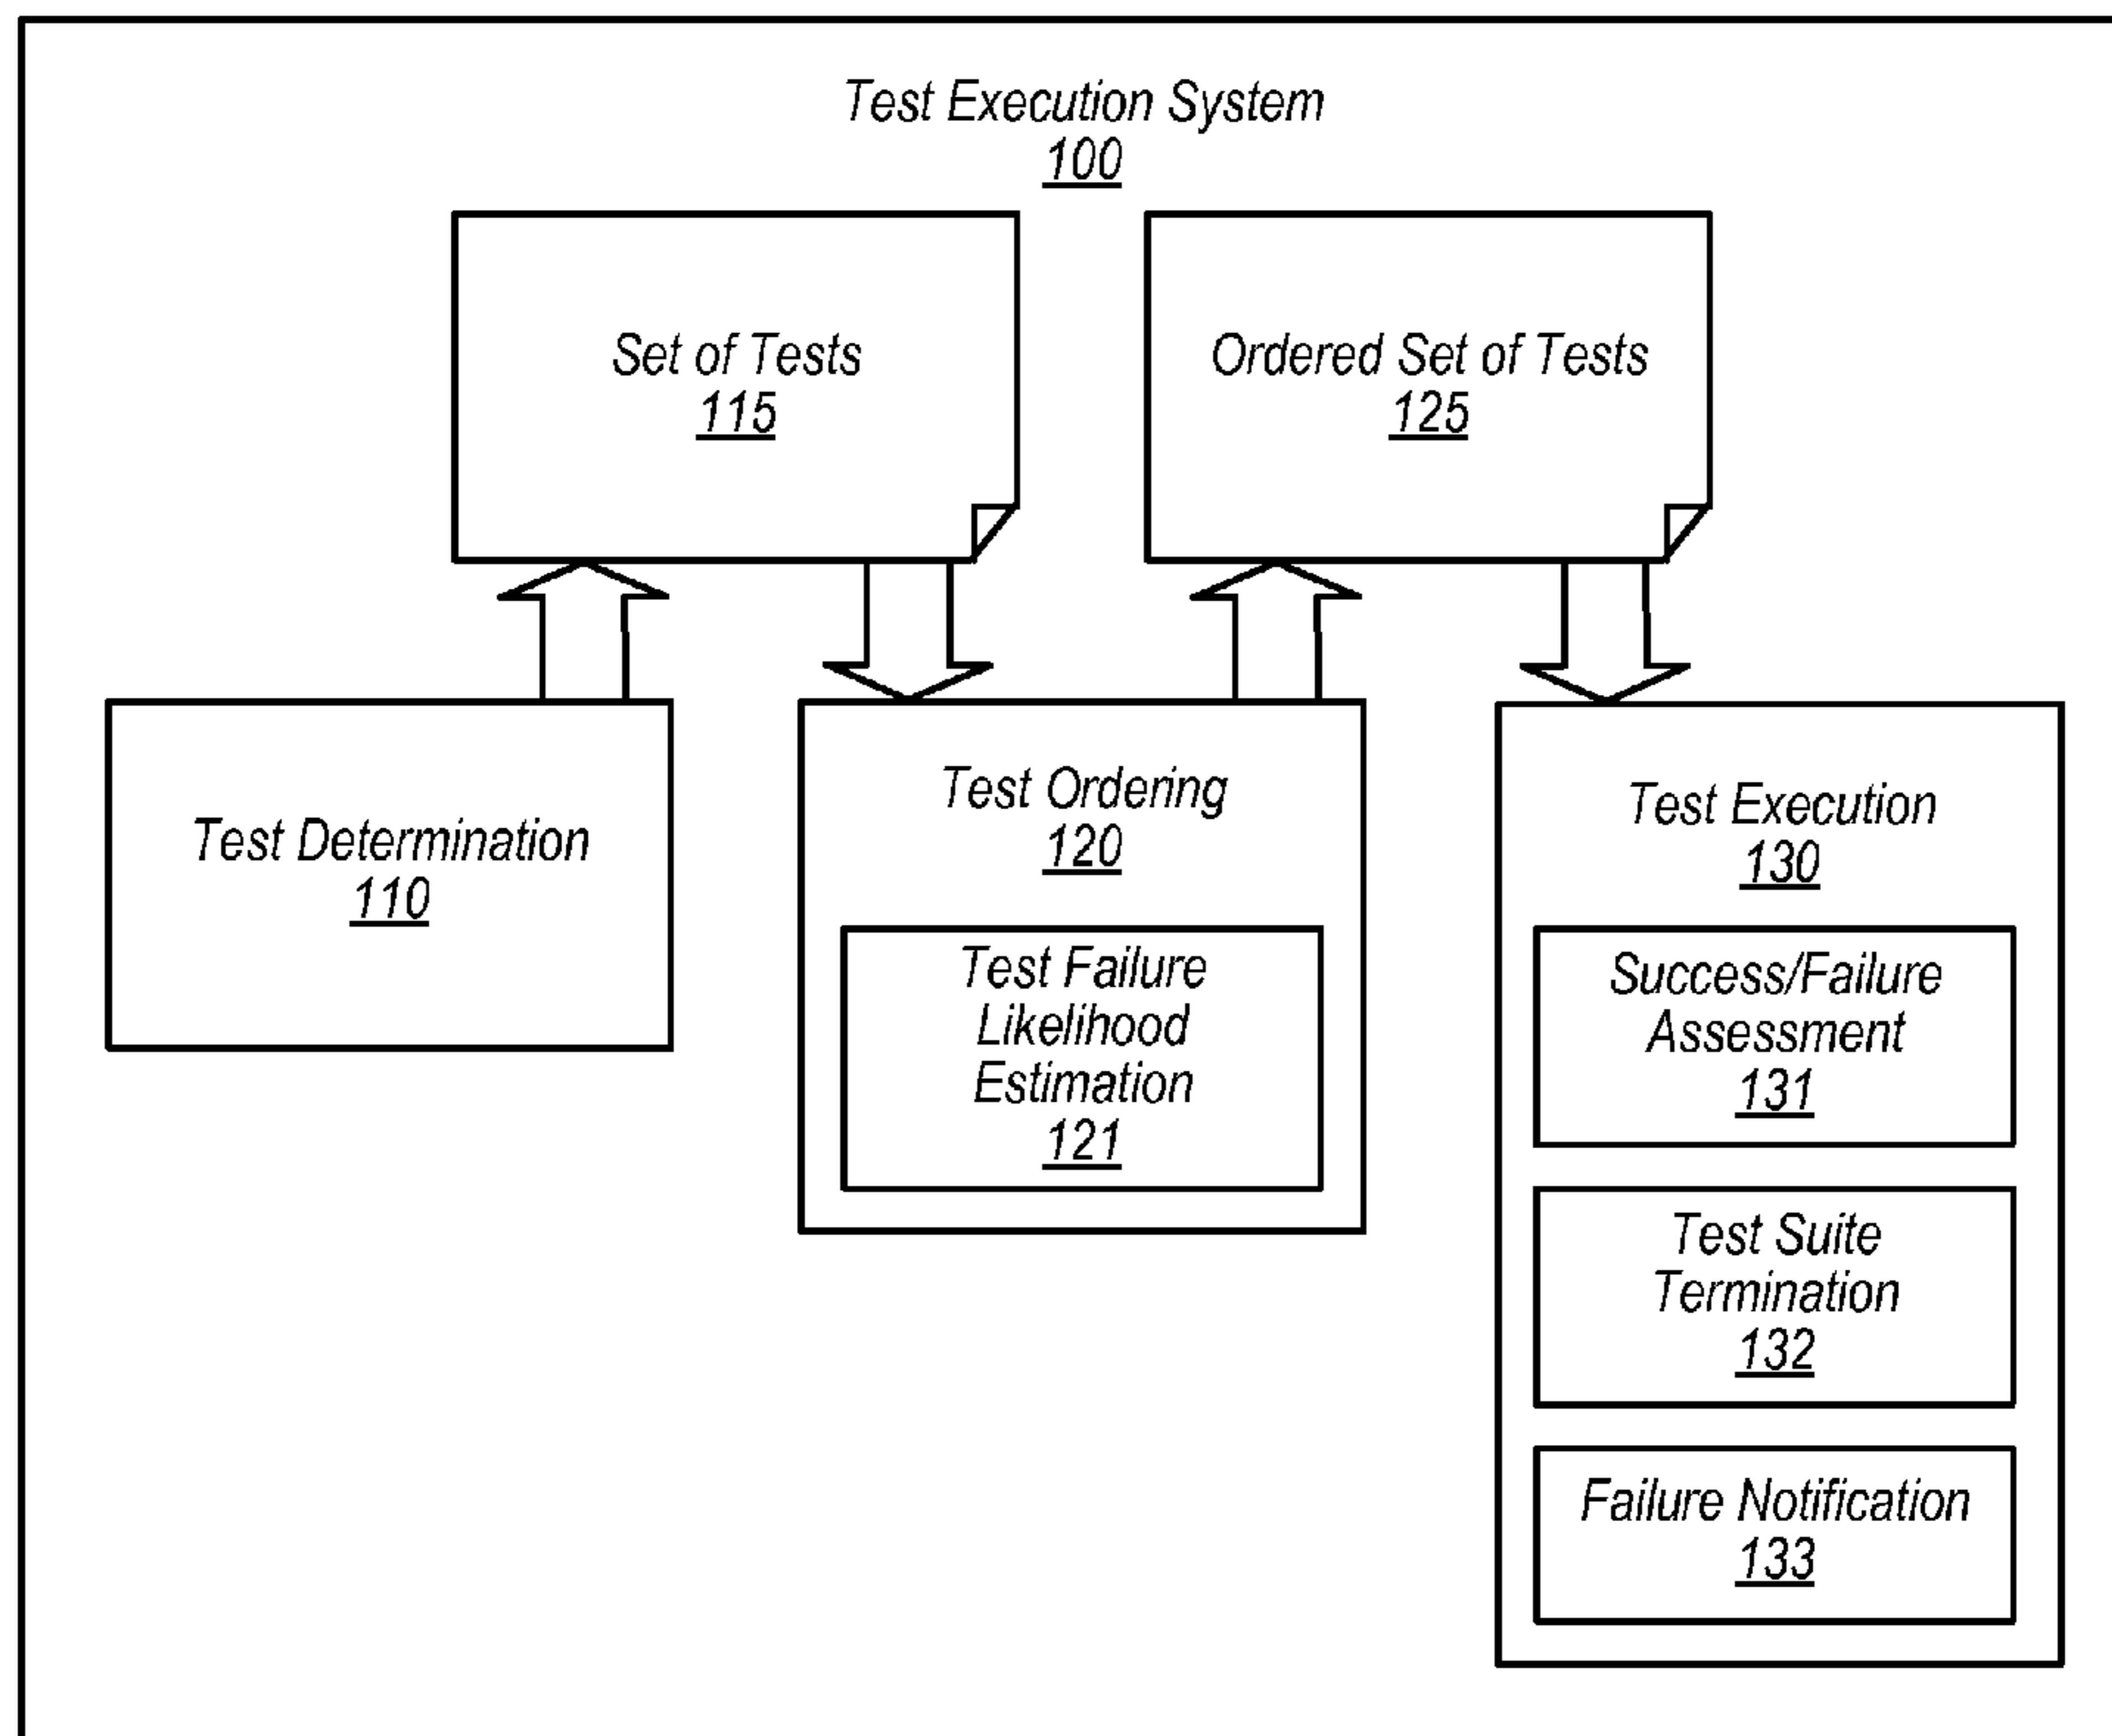 Test Execution System
100
Set of Tests
115
Ordered Set of Tests
125
Test Determination
110
Test Ordering
120
Test Failure
Likelihood
Estimation
121
Test Execution
130
Success/Failure
Assessment
131
Test Suite
Termination
132
Failure Notification
133